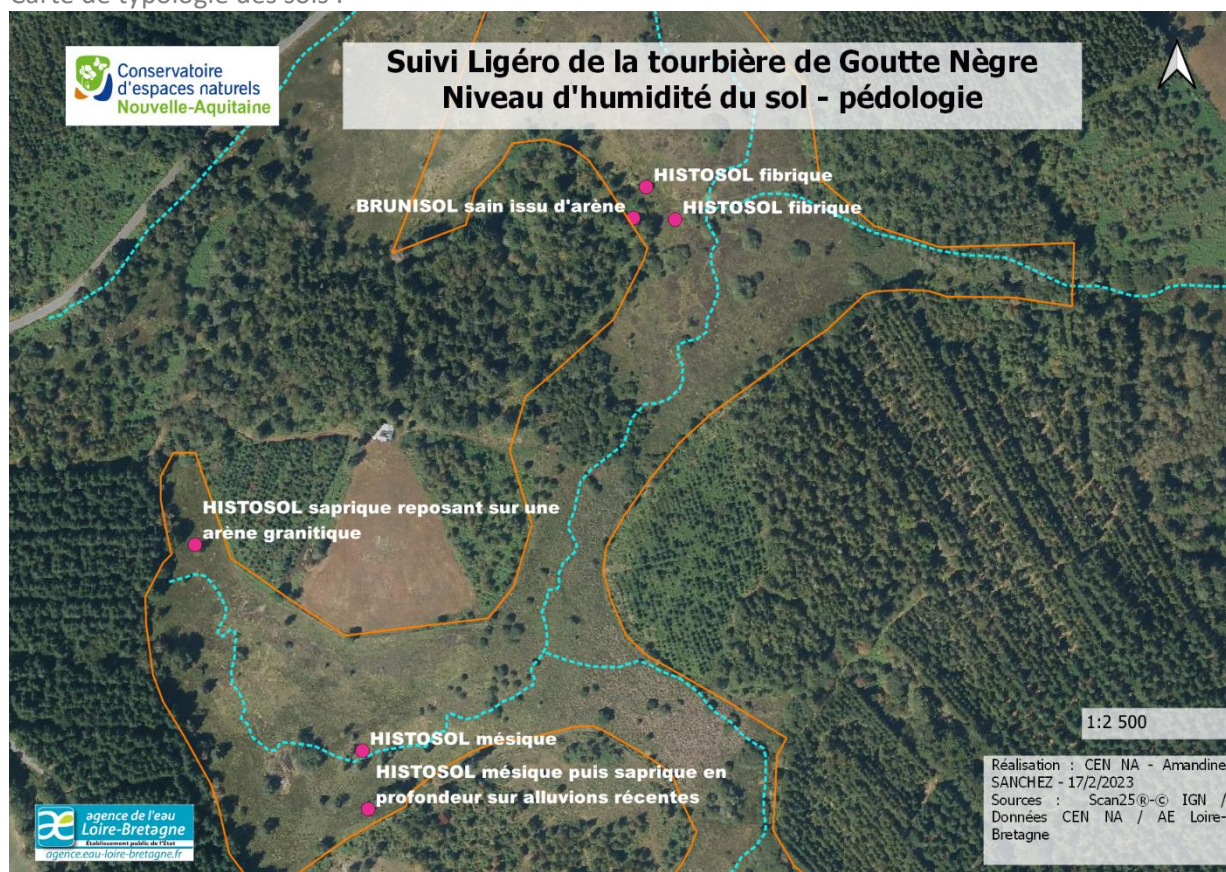 Carte de typologie des sols :
Conservatoire
d'espaces naturels
Nouvelle-Aquitaine
Suivi Ligéro de la tourbière de Goutte Nègre
Niveau d'humidité du sol - pédologie
HISTOSOL fibrique
BRUNISOL sain issu d'arène
HISTOSOL fibrique
HISTOSOL saprique reposant sur une
arène granitique
HISTOSOL mésique
HISTOSOL mésique puis saprique en
profondeur sur alluvions récentes
1:2 500
Réalisation : CEN NA - Amandine
SANCHEZ - 17/2/2023
Sources : Scan25®-© IGN /
Données CEN NA / AE Loire-
Bretagne
agence de l'eau
Loire-Bretagne
Établissement public de l'État
agence.eau-loire-bretagne.fr